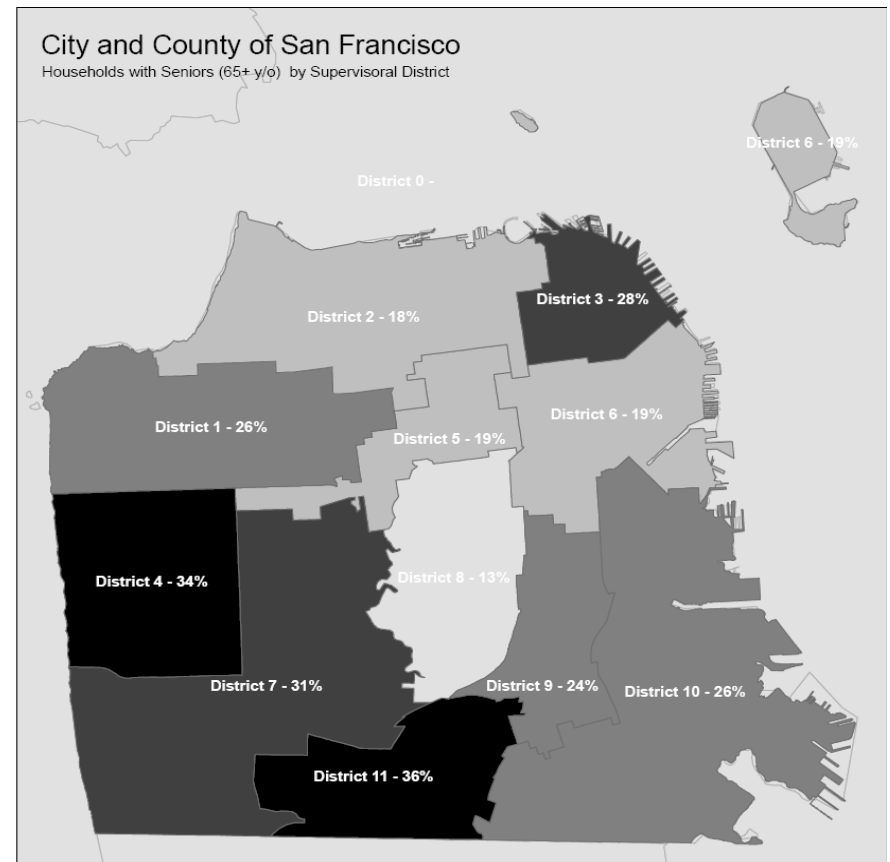 City and County of San Francisco
Households with Seniors (65+ y/o) by Supervisoral District
District 6 - 19%
District 0 -
District 3 - 28%
District 2 - 18%
District 6 - 19%
District 1 - 26%
District 5 - 19%
District 8 - 13%
District 4 - 34%
District 7 - 31%
District 9 - 24%
District 10 - 26%
District 11 - 36%